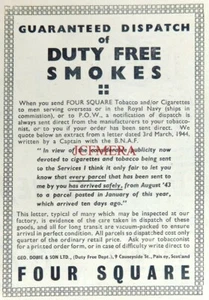 GUARANTEED DISPATCH
of
DUTY FREE
SMOKES
When you send FOUR SQUARE Tobacco and/or Cigarettes
to men serving overseas or in the Royal Navy (ships in
commission), or to P.O.W., a notification of dispatch is
always sent direct from the manufacturers to your tobacco-
nist, or to you if your order has been sent direct. We
quote below an extract from a letter dated 3rd March, 1944,
written by a Captain with the B.N.A.F.
"In view of the publicity now
devoted to cigarettes and tobacco being sent
to the Services I think it only fair to let you
know that every parcel that has been sent to
me by you has arrived safely, from August '43
to a parcel posted in January of this year,
which arrived ten days ago."
This letter, typical of many which may be inspected at our
factory, is evidence of the care taken in dispatch of these
goods, and all for long transit are vacuum-packed to ensure
arrival in perfect condition. All parcels so dispatched cost only
quarter of the ordinary retail price. Ask your tobacconist
for a printed order form, or in case of difficulty write direct to
GEO. DOBIE & SON LTD., (Duty Free Dept.), 9 Causeyside St., Paisley, Scotland
FOUR SQUARE